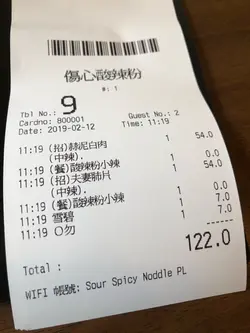 傷心酸辣粉
#: 1
Tbl No.: 9
Cardno: 800001 Guest No.: 2
Date: 2019-02-12 Time: 11:19
11:19 (招)蒜泥白肉 1 54.0
(中辣). 1 0.0
11:19 (餐)酸辣粉小辣 1 54.0
11:19 (招)夫妻肺片
(中辣). 1 0.0
11:19 (餐)酸辣粉小辣 1 7.0
11:19 雪碧 1 7.0
11:19 O勿
122.0
Total :
WIFI 帳號: Sour Spicy Noddle PL